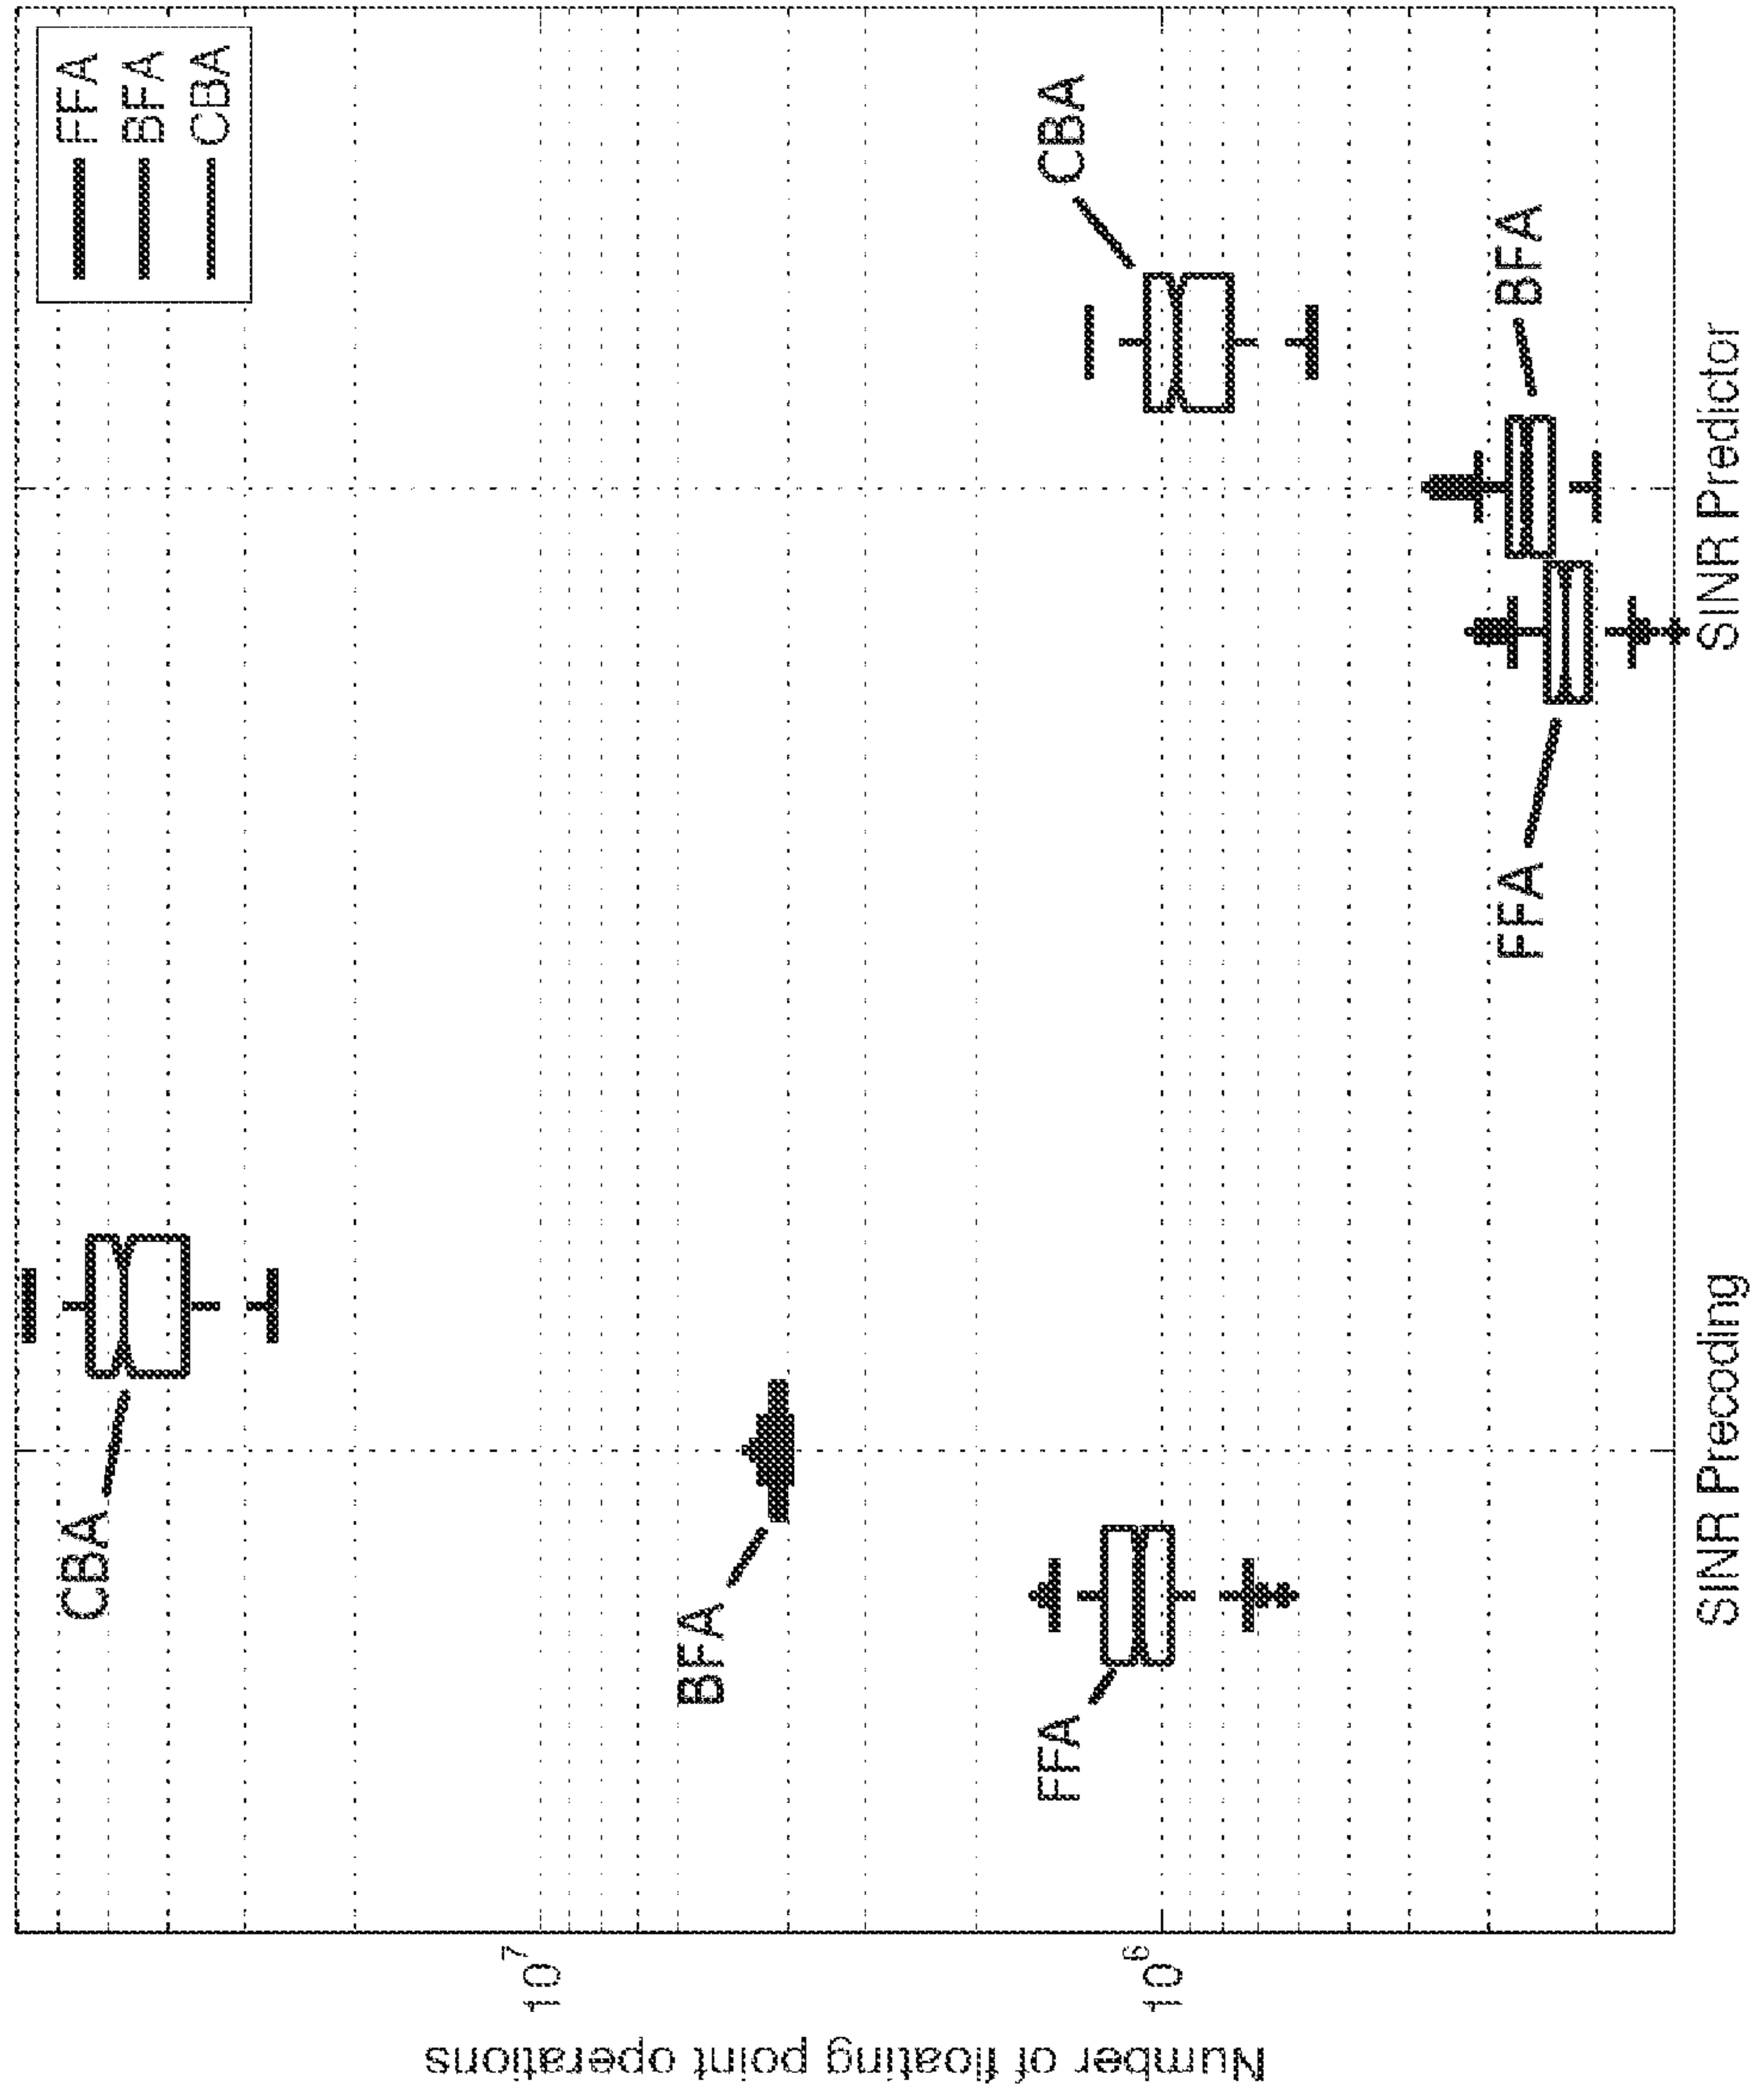 FFA
BFA
CBA
CBA
BFA
FFA
CBA
BFA
FFA
Number of floating point operations
10^7
10^6
SINR Precoding
SINR Predictor